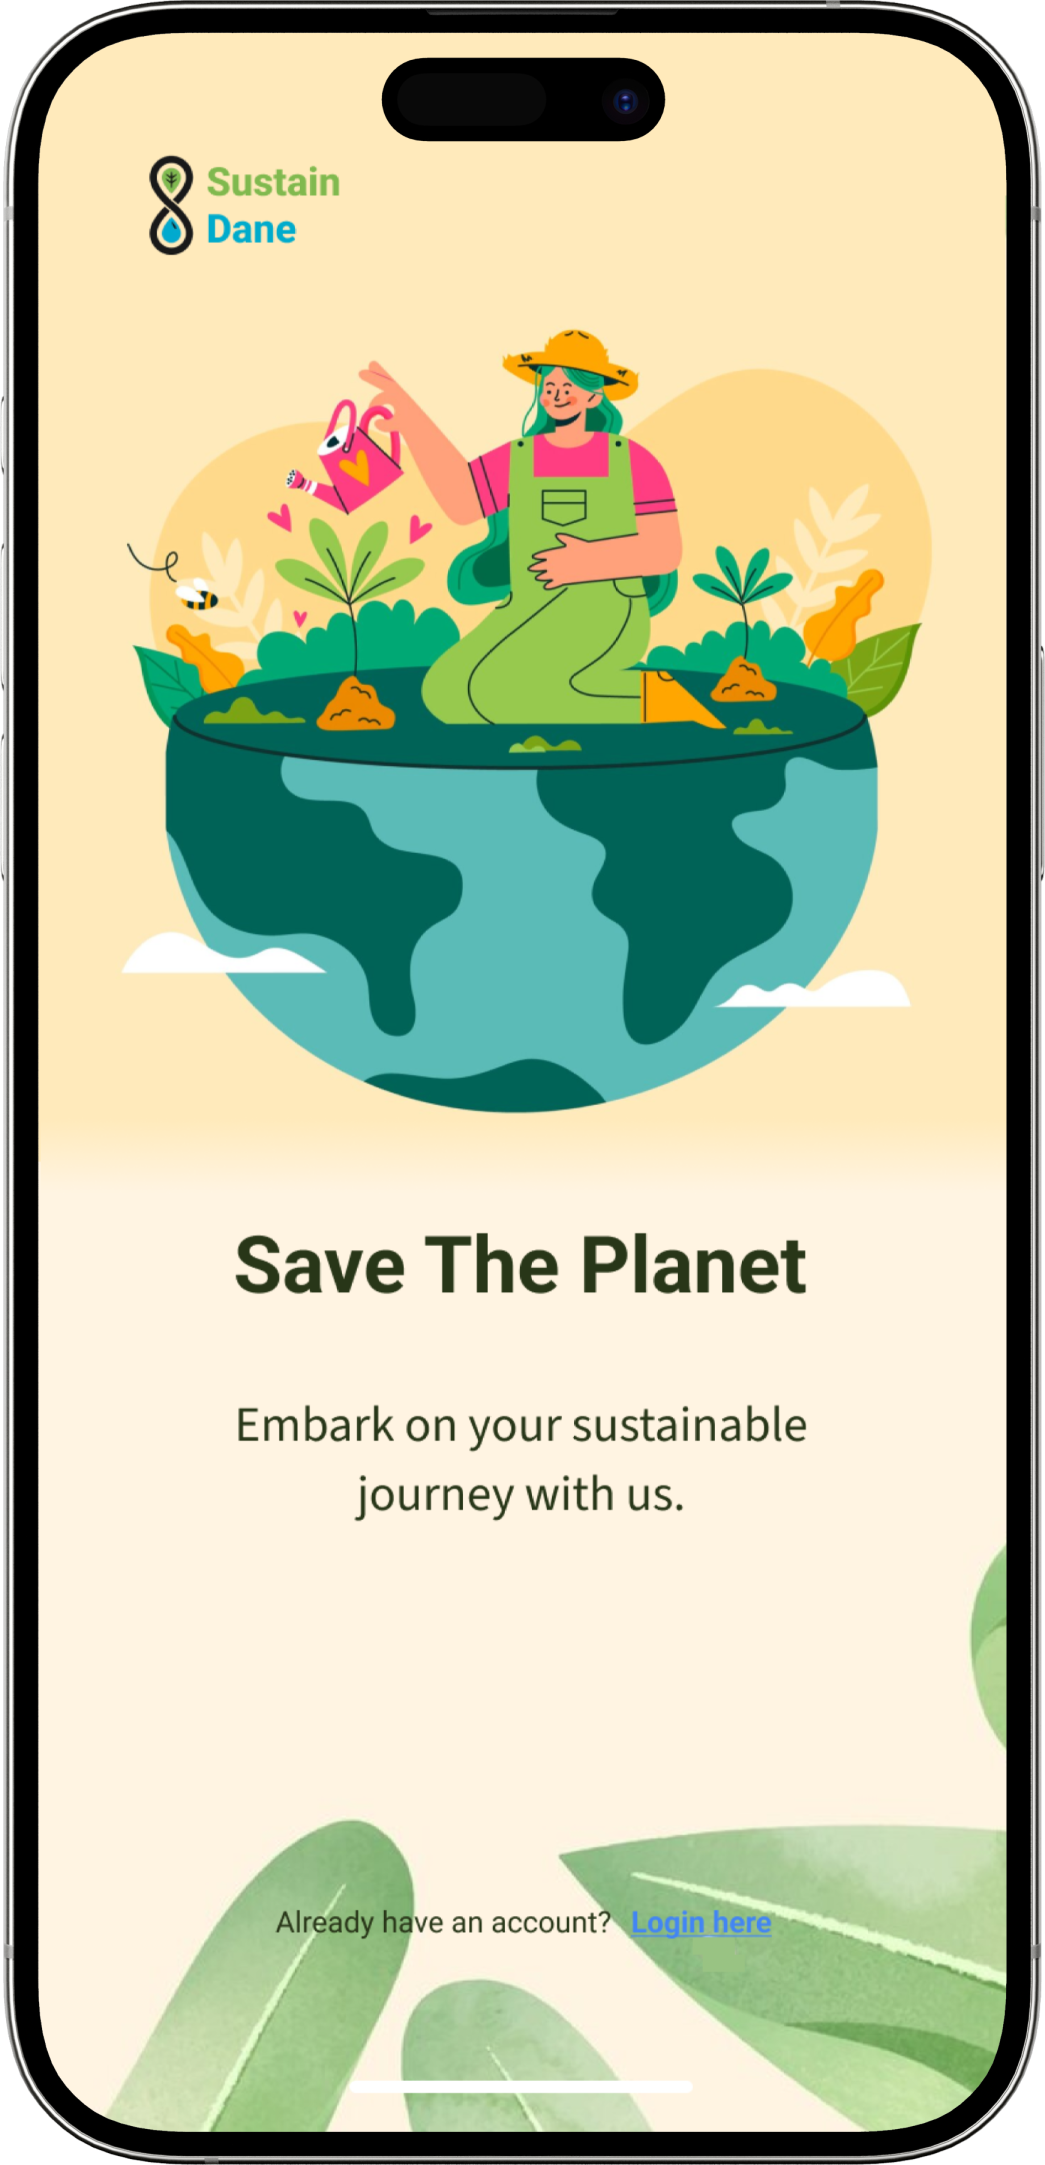 Sustain
Dane
Save The Planet
Embark on your sustainable
journey with us.
Already have an account? Login here